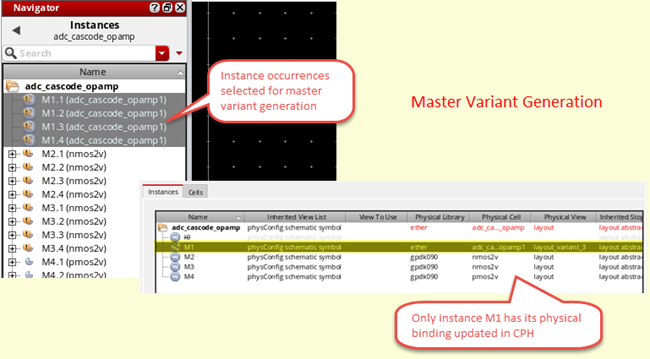 Navigator
Instances
adc_cascode_opamp
Search
Name
adc_cascode_opamp
M1.1 (adc_cascode_opamp1)
M1.2 (adc_cascode_opamp1)
M1.3 (adc_cascode_opamp1)
M1.4 (adc_cascode_opamp1)
M2.1 (nmos2v)
M2.2 (nmos2v)
M2.3 (nmos2v)
M2.4 (nmos2v)
M3.1 (nmos2v)
M3.2 (nmos2v)
M3.3 (nmos2v)
M3.4 (nmos2v)
M4.1 (pmos2v)
M4.2 (pmos2v)
Instance occurrences
selected for master
variant generation
Master Variant Generation
Instances Cells
Name Inherited View List View To Use Physical Library Physical Cell Physical View Inherited Stop
adc_cascode_opamp physConfig schematic symbol ether adc_ca..._opamp layout layout abstra
I0
M1 physConfig schematic symbol ether adc_ca...opamp1 layout_variant_3 layout abstra
M2 physConfig schematic symbol gpdk090 nmos2v layout layout abstra
M3 physConfig schematic symbol gpdk090 nmos2v layout layout abstra
M4 physConfig schematic symbol gpdk090 pmos2v layout layout abstra
Only instance M1 has its physical
binding updated in CPH